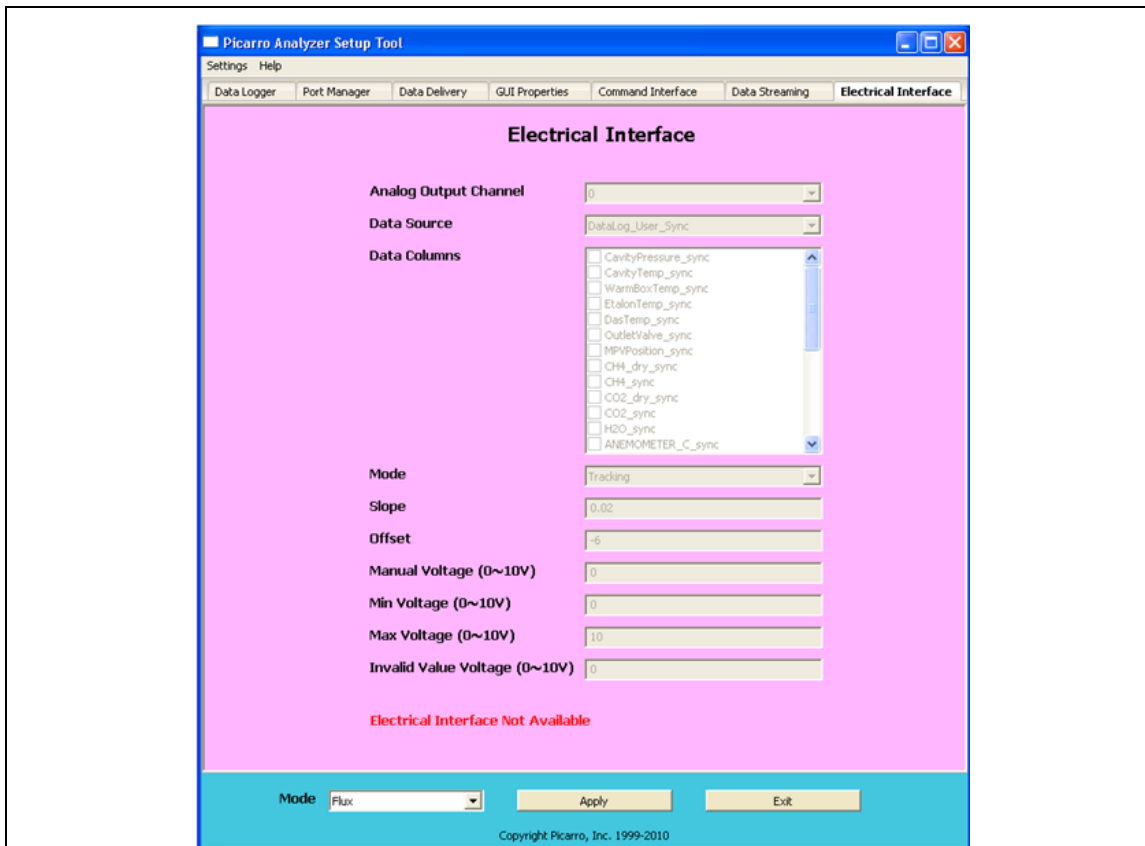 Picarro Analyzer Setup Tool
Settings Help
Data Logger Port Manager Data Delivery GUI Properties Command Interface Data Streaming Electrical Interface
Electrical Interface
Analog Output Channel 0
Data Source DataLog_User_Sync
Data Columns CavityPressure_sync
CavityTemp_sync
WarmBoxTemp_sync
EtalonTemp_sync
DasTemp_sync
OutletValve_sync
MPVPosition_sync
CH4_dry_sync
CH4_sync
CO2_dry_sync
CO2_sync
H2O_sync
ANEMOMETER_C_sync
Mode Tracking
Slope 0.02
Offset -6
Manual Voltage (0~10V) 0
Min Voltage (0~10V) 0
Max Voltage (0~10V) 10
Invalid Value Voltage (0~10V) 0
Electrical Interface Not Available
Mode Flux Apply Exit
Copyright Picarro, Inc. 1999-2010